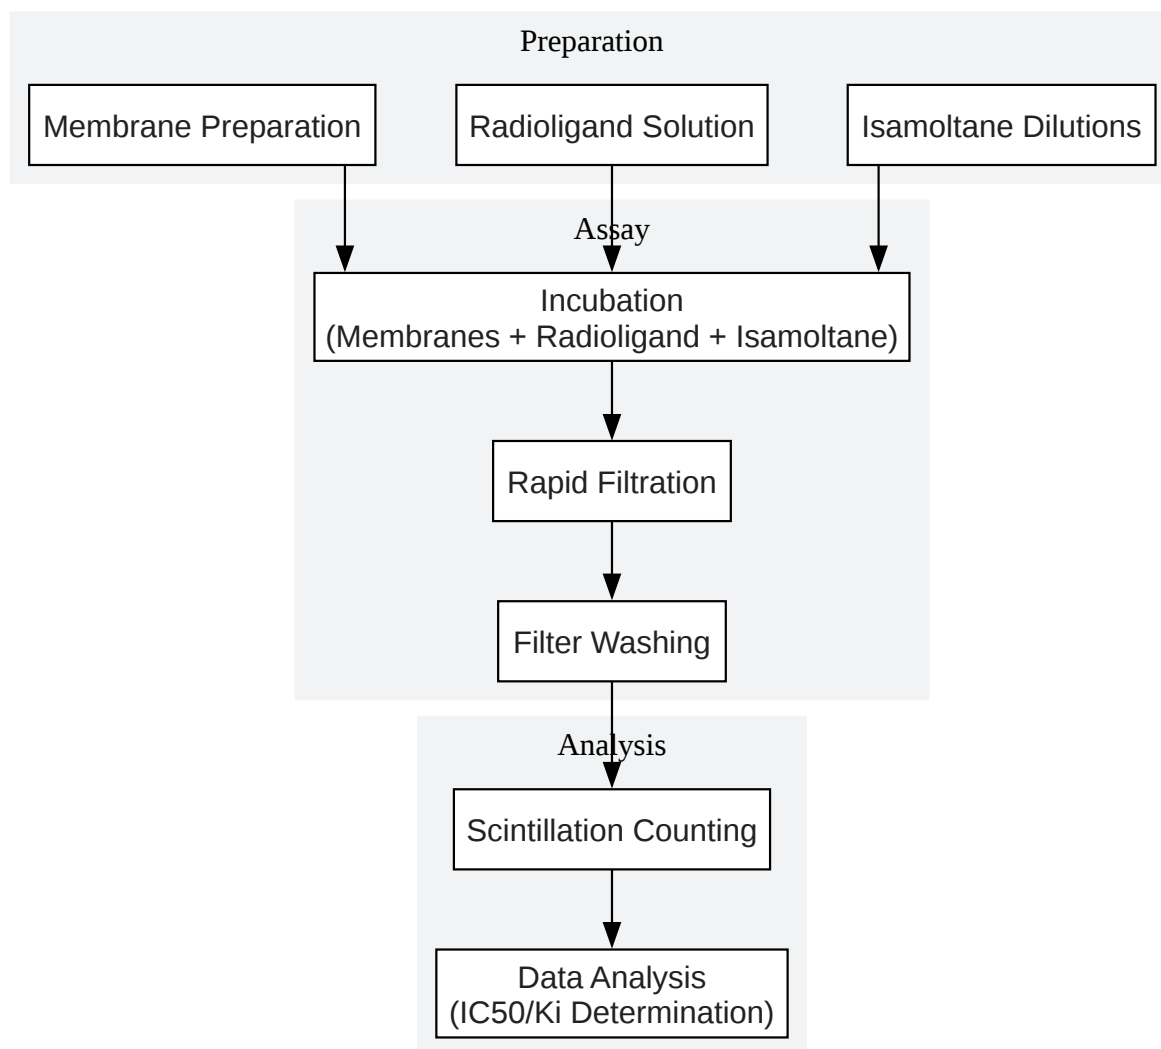 Preparation
Membrane Preparation
Radioligand Solution
Isamoltane Dilutions
Assay
Incubation
(Membranes + Radioligand + Isamoltane)
Rapid Filtration
Filter Washing
Analysis
Scintillation Counting
Data Analysis
(IC50/Ki Determination)